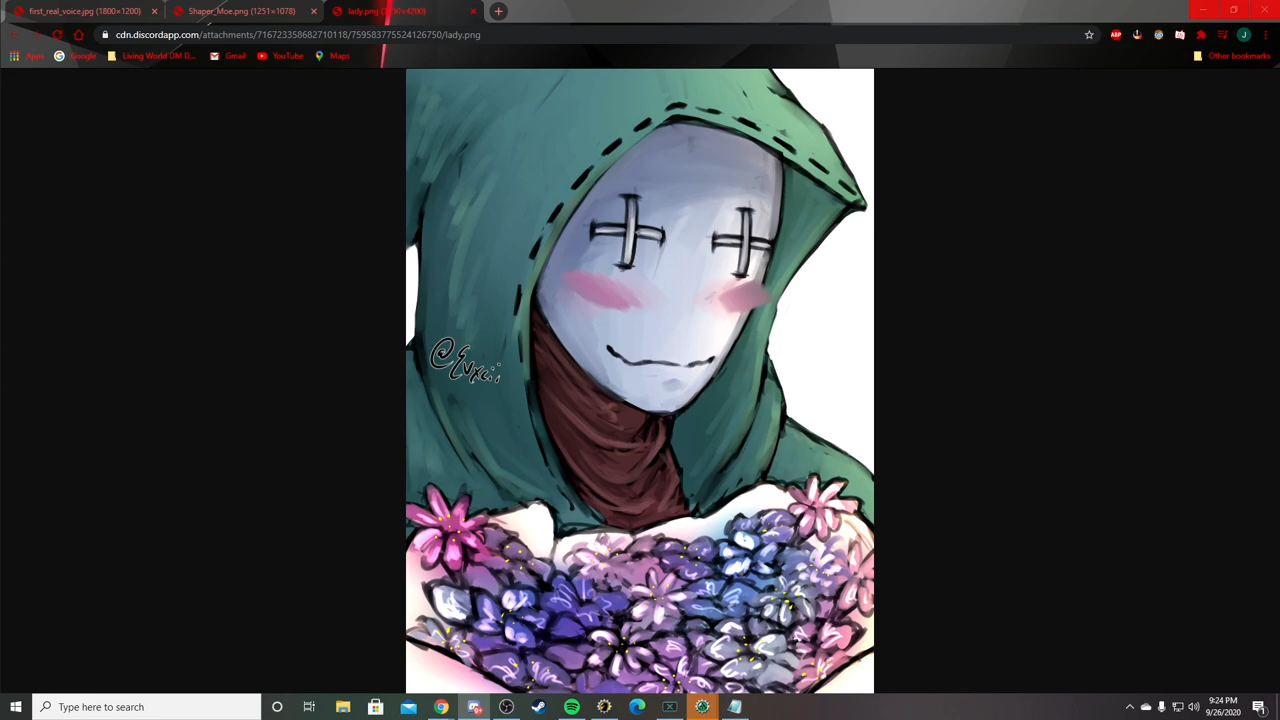 first_real_voice.jpg (1800×1200)
Shaper_Moe.png (1251×1078)
cdn.discordapp.com/attachments/716723358682710118/759583775524126750/lady.png
Apps
Google
Living World DM D...
Gmail
YouTube
Maps
Other bookmarks
Type here to search
9:24 PM
9/26/2020